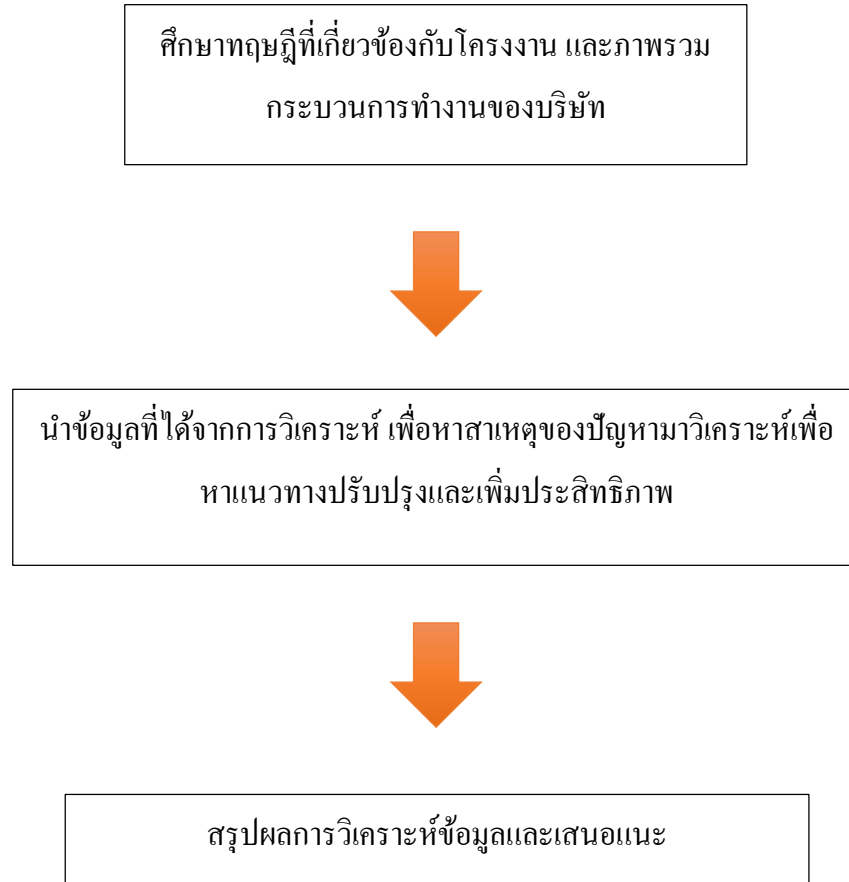 ศึกษาทฤษฎีที่เกี่ยวข้องกับโครงงาน และภาพรวม
กระบวนการทำงานของบริษัท
นำข้อมูลที่ได้จากการวิเคราะห์ เพื่อหาสาเหตุของปัญหามาวิเคราะห์เพื่อ
หาแนวทางปรับปรุงและเพิ่มประสิทธิภาพ
สรุปผลการวิเคราะห์ข้อมูลและเสนอแนะ